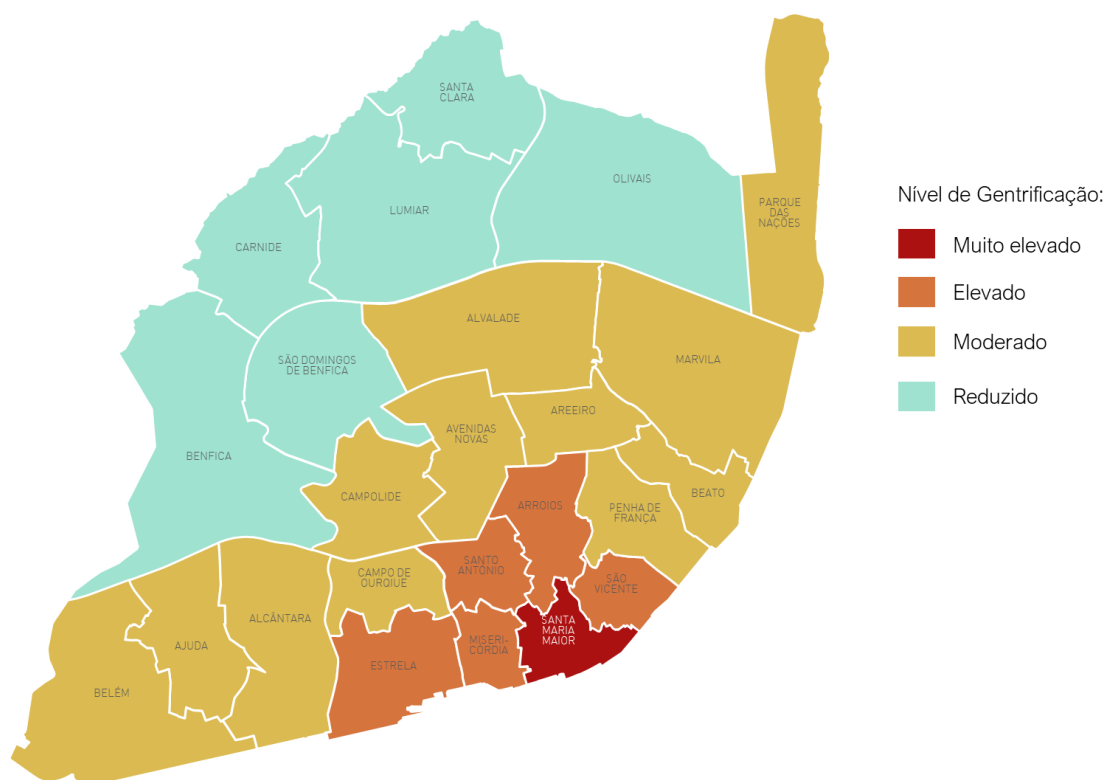 SANTA
CLARA
OLIVAIS
LUMIAR
PARQUE
DAS
NAÇÕES
CARNIDE
ALVALADE
SÃO DOMINGOS
DE BENFICA
MARVILA
AREEIRO
AVENIDAS
NOVAS
BENFICA
CAMPOLIDE
BEATO
ARROIOS
PENHA DE
FRANÇA
SANTO
ANTÓNIO
CAMPO DE
OURQIUE
SÃO
VICENTE
ALCÂNTARA
SANTA
MARIA
MAIOR
AJUDA
MISERI-
CÓRDIA
ESTRELA
BELÉM
Nível de Gentrificação:
Muito elevado
Elevado
Moderado
Reduzido